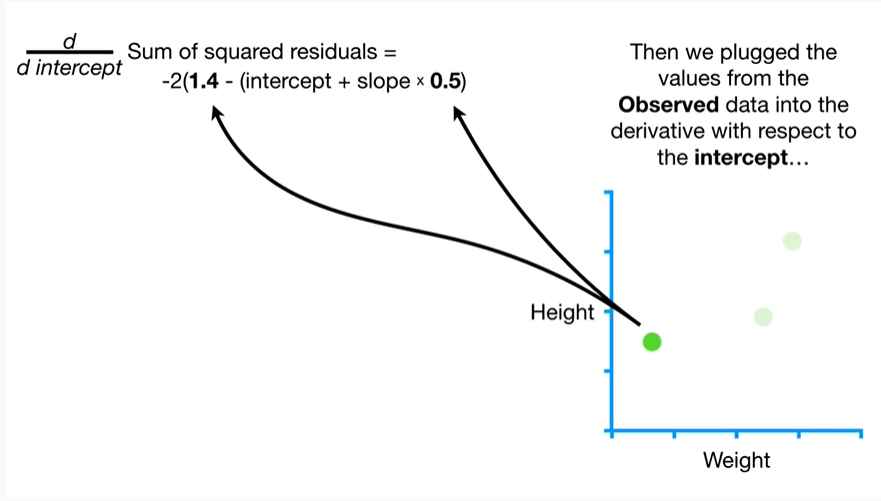 d
d intercept
Sum of squared residuals =
-2(1.4 - (intercept + slope × 0.5)
Then we plugged the
values from the
Observed data into the
derivative with respect to
the intercept…
Height
Weight